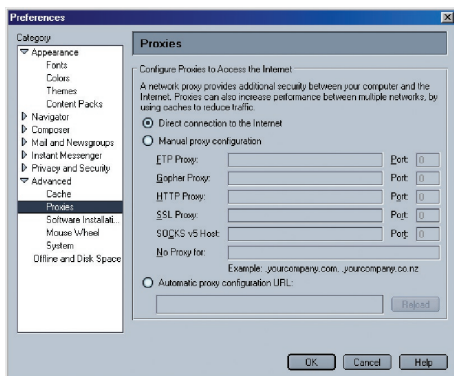 Preferences
Category
Appearance
Fonts
Colors
Themes
Content Packs
Navigator
Composer
Mail and Newsgroups
Instant Messenger
Privacy and Security
Advanced
Cache
Proxies
Software Installati...
Mouse Wheel
System
Offline and Disk Space
Proxies
Configure Proxies to Access the Internet
A network proxy provides additional security between your computer and the
Internet. Proxies can also increase performance between multiple networks, by
using caches to reduce traffic.
Direct connection to the Internet
Manual proxy configuration
FTP Proxy: Port: 0
Gopher Proxy: Port: 0
HTTP Proxy: Port: 0
SSL Proxy: Port: 0
SOCKS v5 Host: Port: 0
No Proxy for:
Example: .yourcompany.com, .yourcompany.co.nz
Automatic proxy configuration URL:
Reload
OK Cancel Help